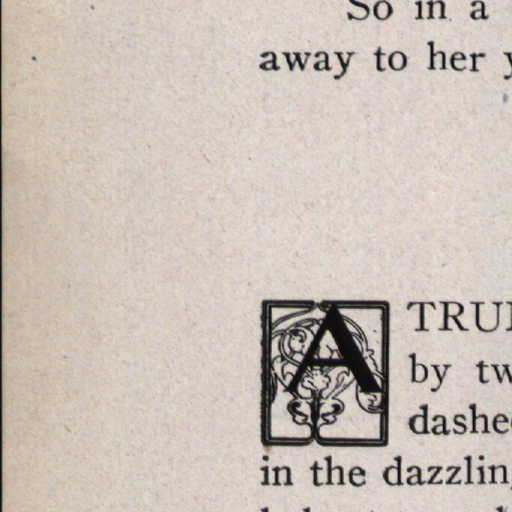 So in a
away to her
A TRU
by tw
dashe
in the dazzlin